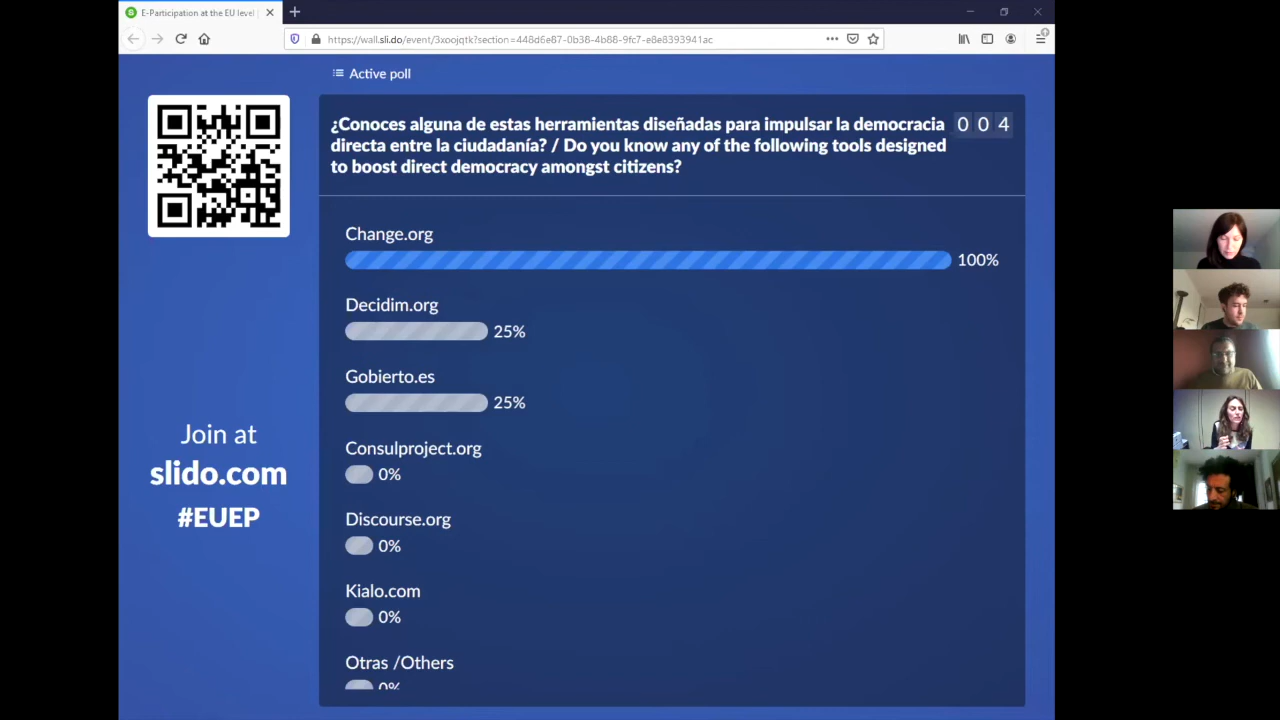 E-Participation at the EU level |
https://wall.sli.do/event/3xoojqtk?section=448d6e87-0b38-4b88-9fc7-e8e8393941ac
Active poll
¿Conoces alguna de estas herramientas diseñadas para impulsar la democracia
directa entre la ciudadanía? / Do you know any of the following tools designed
to boost direct democracy amongst citizens?
0 0 4
Change.org
100%
Decidim.org
25%
Gobierto.es
25%
Consulproject.org
0%
Discourse.org
0%
Kialo.com
0%
Otras /Others
0%
Join at
slido.com
#EUEP